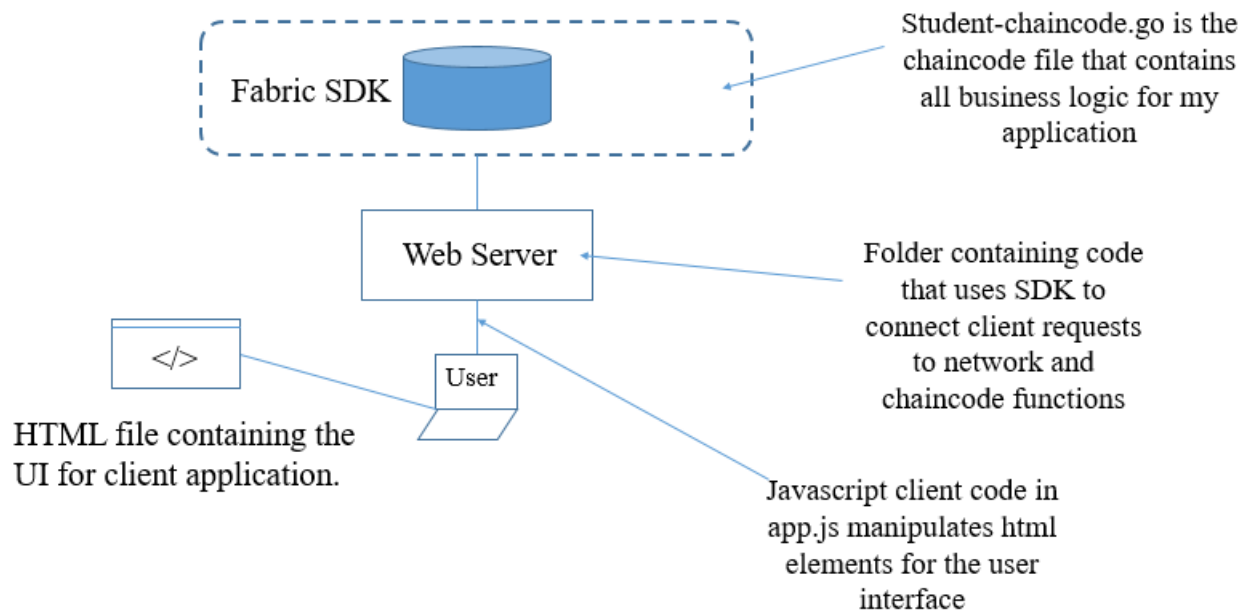 Student-chaincode.go is the
chaincode file that contains
all business logic for my
application
Fabric SDK
Web Server
Folder containing code
that uses SDK to
connect client requests
to network and
chaincode functions
</>
User
HTML file containing the
UI for client application.
Javascript client code in
app.js manipulates html
elements for the user
interface